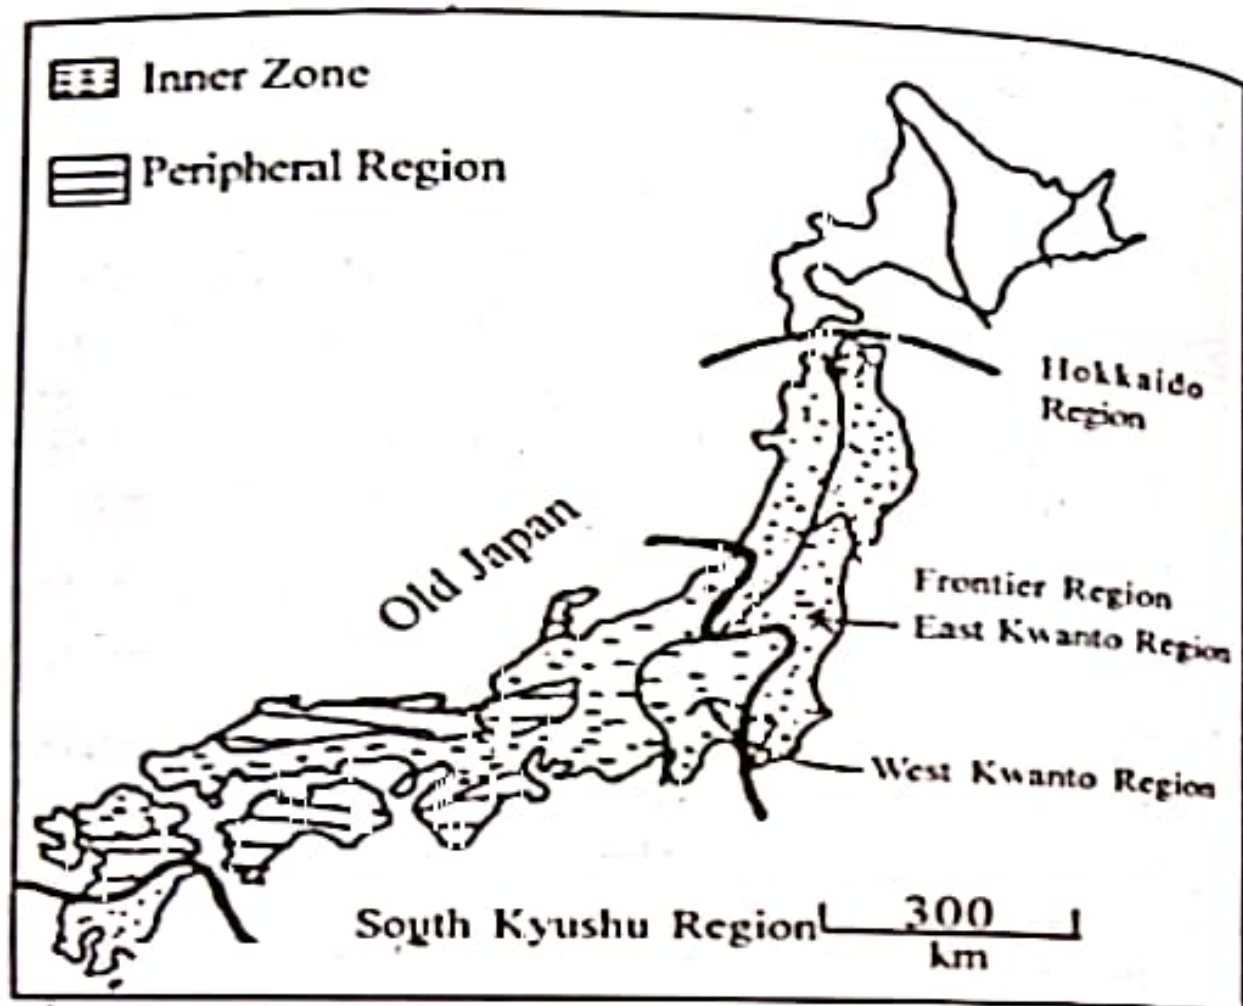 Inner Zone
Peripheral Region
Hokkaido
Region
Old Japan
Frontier Region
East Kwanto Region
West Kwanto Region
South Kyushu Region
300
km